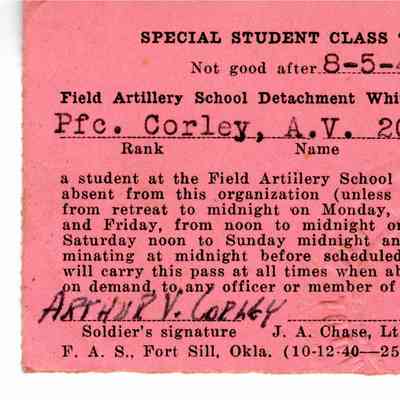 SPECIAL STUDENT CLASS
Not good after 8-5-4
Field Artillery School Detachment Whi
Pfc. Corley, A.V. 20
Rank Name
a student at the Field Artillery School
absent from this organization (unless
from retreat to midnight on Monday,
and Friday, from noon to midnight o
Saturday noon to Sunday midnight an
minating at midnight before scheduled
will carry this pass at all times when ab
on demand, to any officer or member of
ARTHUR V. CORLEY
Soldier's signature J. A. Chase, Lt
F. A. S., Fort Sill, Okla. (10-12-40—25